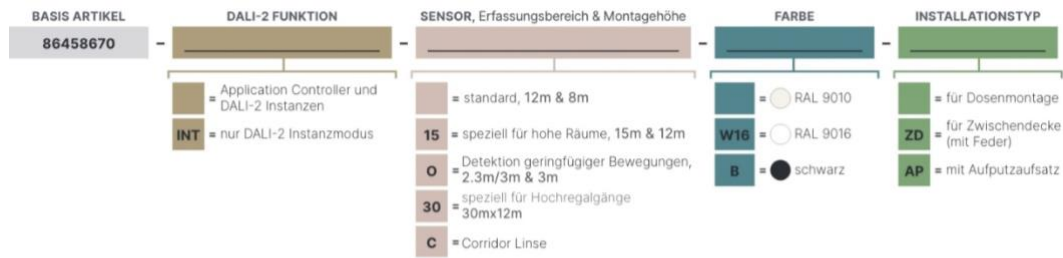 BASIS ARTIKEL
DALI-2 FUNKTION
SENSOR, Erfassungsbereich & Montagehöhe
FARBE
INSTALLATIONSTYP
86458670 - - - -
= Application Controller und
DALI-2 Instanzen
INT = nur DALI-2 Instanzmodus
= standard, 12m & 8m
15 = speziell für hohe Räume, 15m & 12m
O = Detektion geringfügiger Bewegungen,
2.3m/3m & 3m
30 = speziell für Hochregalgänge
30mx12m
C = Corridor Linse
= RAL 9010
W16 = RAL 9016
B = schwarz
= für Dosenmontage
ZD = für Zwischendecke
(mit Feder)
AP = mit Aufputzaufsatz